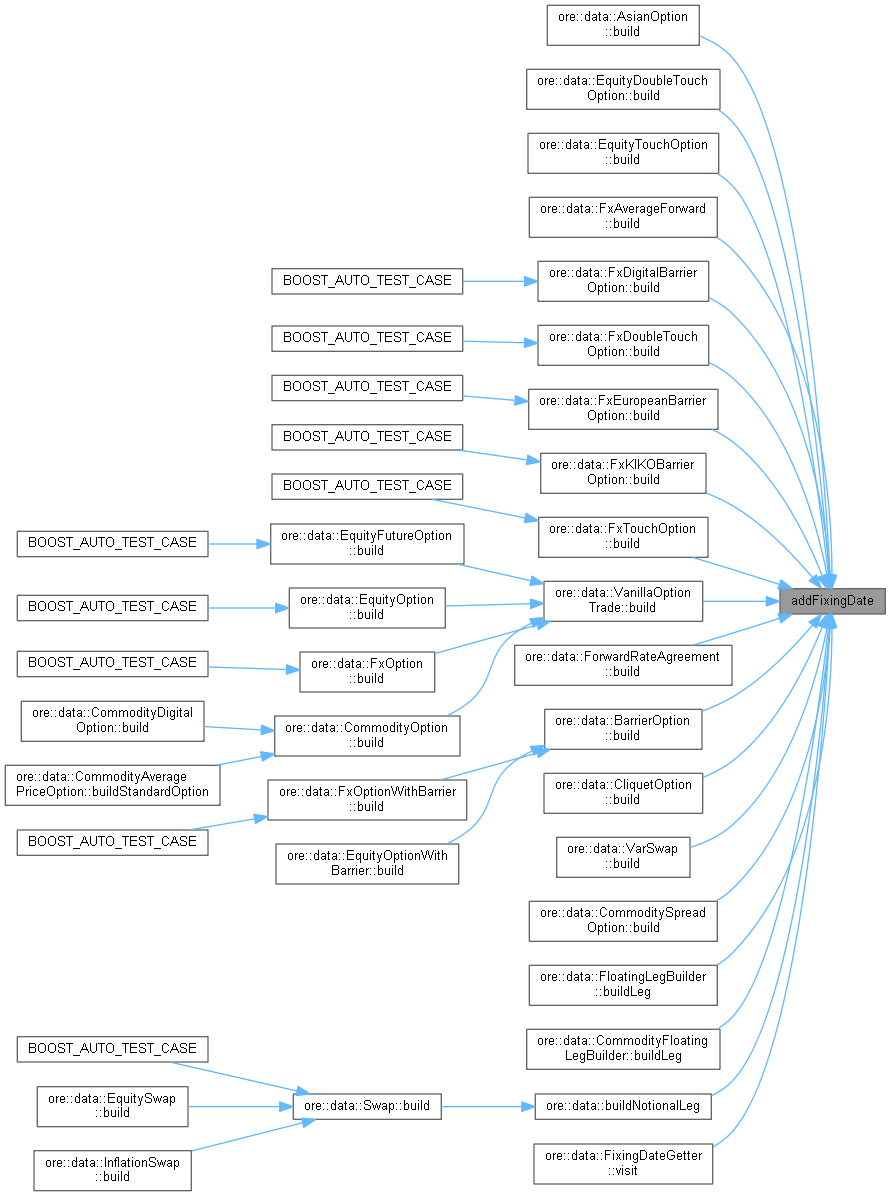 ore::data::AsianOption
::build
ore::data::EquityDoubleTouch
Option::build
ore::data::EquityTouchOption
::build
ore::data::FxAverageForward
::build
BOOST_AUTO_TEST_CASE
ore::data::FxDigitalBarrier
Option::build
BOOST_AUTO_TEST_CASE
ore::data::FxDoubleTouch
Option::build
BOOST_AUTO_TEST_CASE
ore::data::FxEuropeanBarrier
Option::build
BOOST_AUTO_TEST_CASE
ore::data::FxKIKOBarrier
Option::build
BOOST_AUTO_TEST_CASE
ore::data::FxTouchOption
::build
BOOST_AUTO_TEST_CASE
ore::data::EquityFutureOption
::build
BOOST_AUTO_TEST_CASE
ore::data::EquityOption
::build
ore::data::VanillaOption
Trade::build
addFixingDate
BOOST_AUTO_TEST_CASE
ore::data::FxOption
::build
ore::data::ForwardRateAgreement
::build
ore::data::CommodityDigital
Option::build
ore::data::CommodityOption
::build
ore::data::BarrierOption
::build
ore::data::CommodityAverage
PriceOption::buildStandardOption
ore::data::FxOptionWithBarrier
::build
ore::data::CliquetOption
::build
BOOST_AUTO_TEST_CASE
ore::data::EquityOptionWith
Barrier::build
ore::data::VarSwap
::build
ore::data::CommoditySpread
Option::build
ore::data::FloatingLegBuilder
::buildLeg
BOOST_AUTO_TEST_CASE
ore::data::CommodityFloating
LegBuilder::buildLeg
ore::data::EquitySwap
::build
ore::data::Swap::build
ore::data::buildNotionalLeg
ore::data::InflationSwap
::build
ore::data::FixingDateGetter
::visit